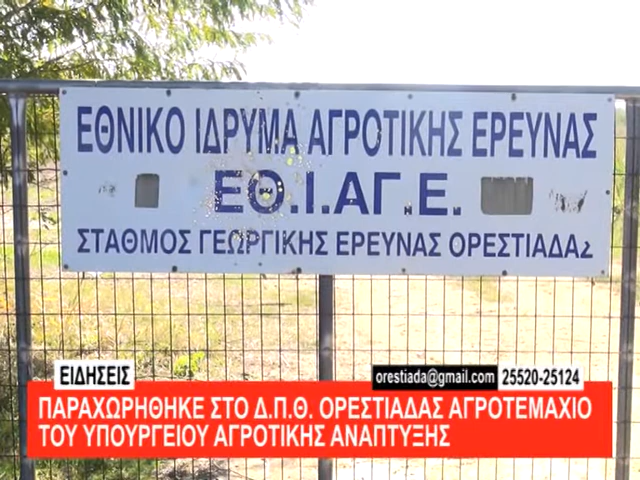 ΕΘΝΙΚΟ ΙΔΡΥΜΑ ΑΓΡΟΤΙΚΗΣ ΕΡΕΥΝΑΣ
ΕΘ.Ι.ΑΓ.Ε.
ΣΤΑΘΜΟΣ ΓΕΩΡΓΙΚΗΣ ΕΡΕΥΝΑΣ ΟΡΕΣΤΙΑΔΑΣ
ΕΙΔΗΣΕΙΣ
orestiada@gmail.com 25520-25124
ΠΑΡΑΧΩΡΗΘΗΚΕ ΣΤΟ Δ.Π.Θ. ΟΡΕΣΤΙΑΔΑΣ ΑΓΡΟΤΕΜΑΧΙΟ
ΤΟΥ ΥΠΟΥΡΓΕΙΟΥ ΑΓΡΟΤΙΚΗΣ ΑΝΑΠΤΥΞΗΣ